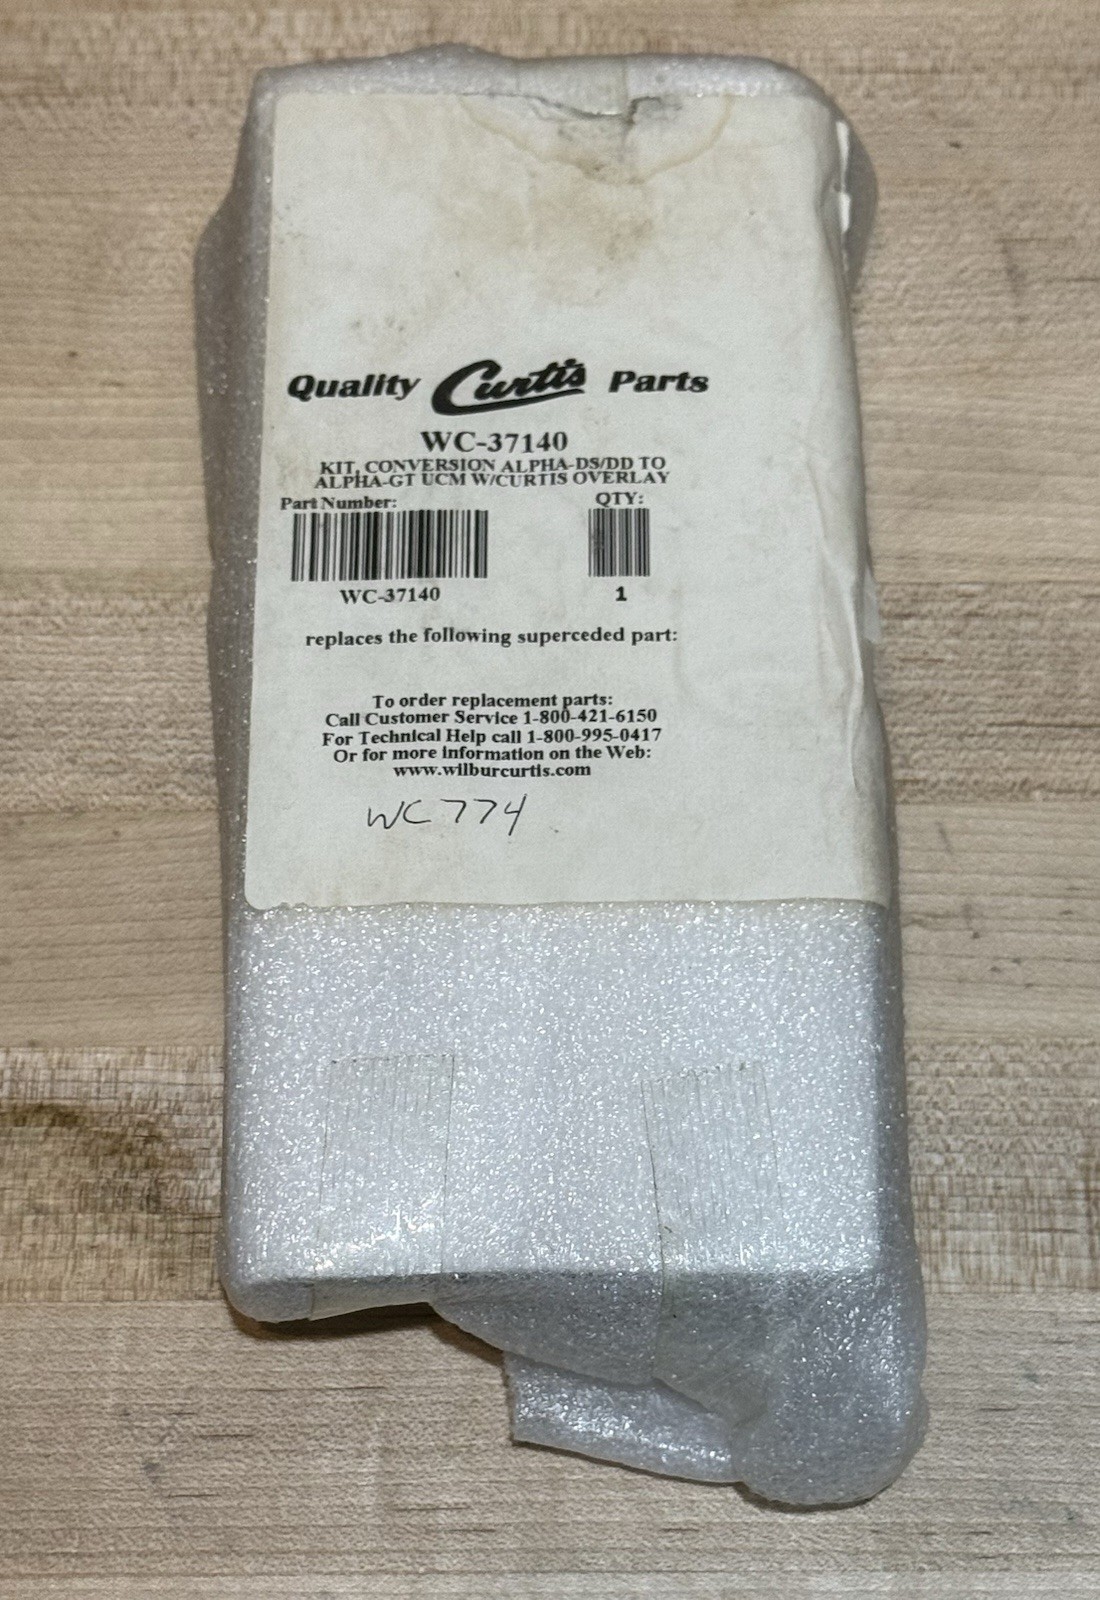 Quality Curtis Parts
WC-37140
KIT, CONVERSION ALPHA-DS/DD TO
ALPHA-GT UCM W/CURTIS OVERLAY
Part Number: QTY:
WC-37140 1
replaces the following superceded part:
To order replacement parts:
Call Customer Service 1-800-421-6150
For Technical Help call 1-800-995-0417
Or for more information on the Web:
www.wilburcurtis.com
WC 774